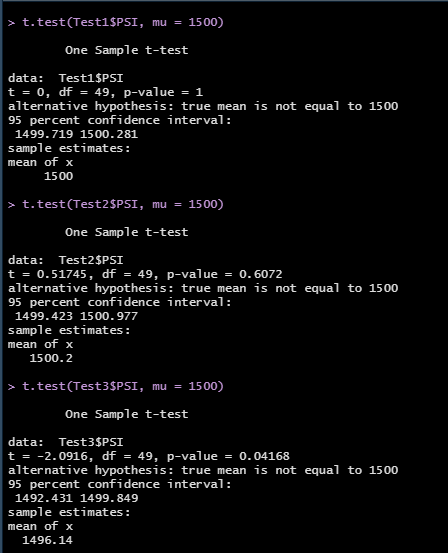 > t.test(Test1$PSI, mu = 1500)
One Sample t-test
data: Test1$PSI
t = 0, df = 49, p-value = 1
alternative hypothesis: true mean is not equal to 1500
95 percent confidence interval:
1499.719 1500.281
sample estimates:
mean of x
1500
> t.test(Test2$PSI, mu = 1500)
One Sample t-test
data: Test2$PSI
t = 0.51745, df = 49, p-value = 0.6072
alternative hypothesis: true mean is not equal to 1500
95 percent confidence interval:
1499.423 1500.977
sample estimates:
mean of x
1500.2
> t.test(Test3$PSI, mu = 1500)
One Sample t-test
data: Test3$PSI
t = -2.0916, df = 49, p-value = 0.04168
alternative hypothesis: true mean is not equal to 1500
95 percent confidence interval:
1492.431 1499.849
sample estimates:
mean of x
1496.14